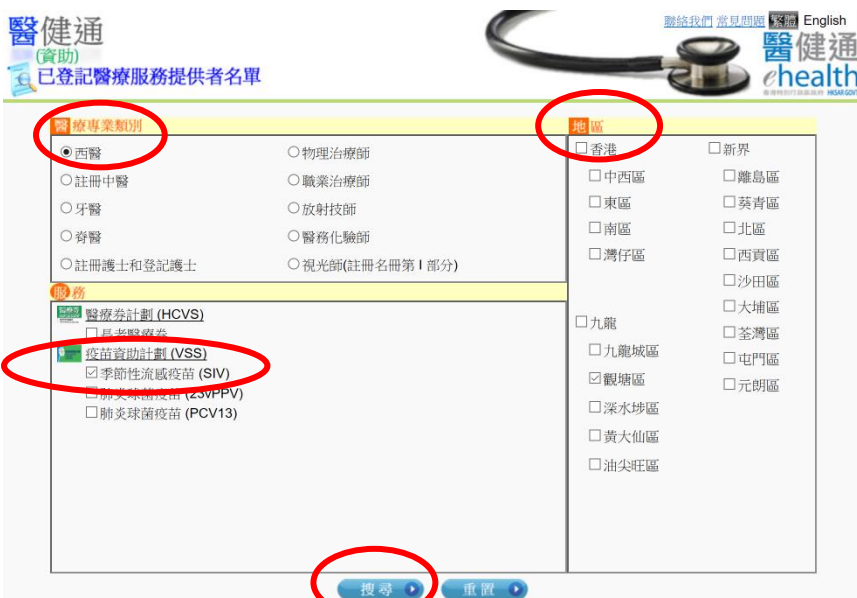 聯絡我們 常見問題 繁體 English
醫健通
(資助)
已登記醫療服務提供者名單
醫健通
ehealth
HKSARGOVT
醫療專業類別
西醫
物理治療師
註冊中醫
職業治療師
牙醫
放射技師
脊醫
醫務化驗師
註冊護士和登記護士
視光師(註冊名冊第 I 部分)
服務
醫療券計劃 (HCVS)
長者醫療券
疫苗資助計劃 (VSS)
季節性流感疫苗 (SIV)
肺炎球菌疫苗 (23vPPV)
肺炎球菌疫苗 (PCV13)
地區
香港
中西區
東區
南區
灣仔區
九龍
九龍城區
觀塘區
深水埗區
黃大仙區
油尖旺區
新界
離島區
葵青區
北區
西貢區
沙田區
大埔區
荃灣區
屯門區
元朗區
搜尋
重置